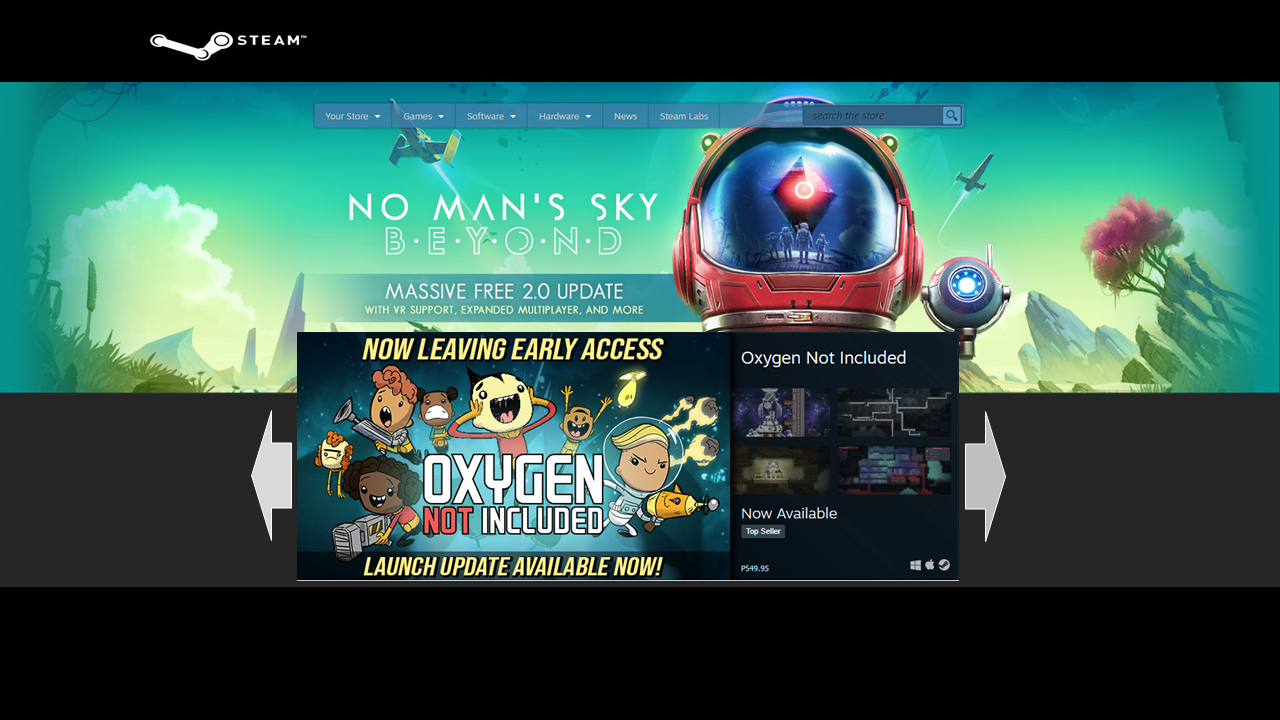 STEAM™
Your Store Games Software Hardware News Steam Labs search the store
NO MAN'S SKY
B·E·Y·O·N·D
MASSIVE FREE 2.0 UPDATE
WITH VR SUPPORT, EXPANDED MULTIPLAYER, AND MORE
NOW LEAVING EARLY ACCESS
OXYGEN
NOT INCLUDED
LAUNCH UPDATE AVAILABLE NOW!
Oxygen Not Included
Now Available
Top Seller
P549.95